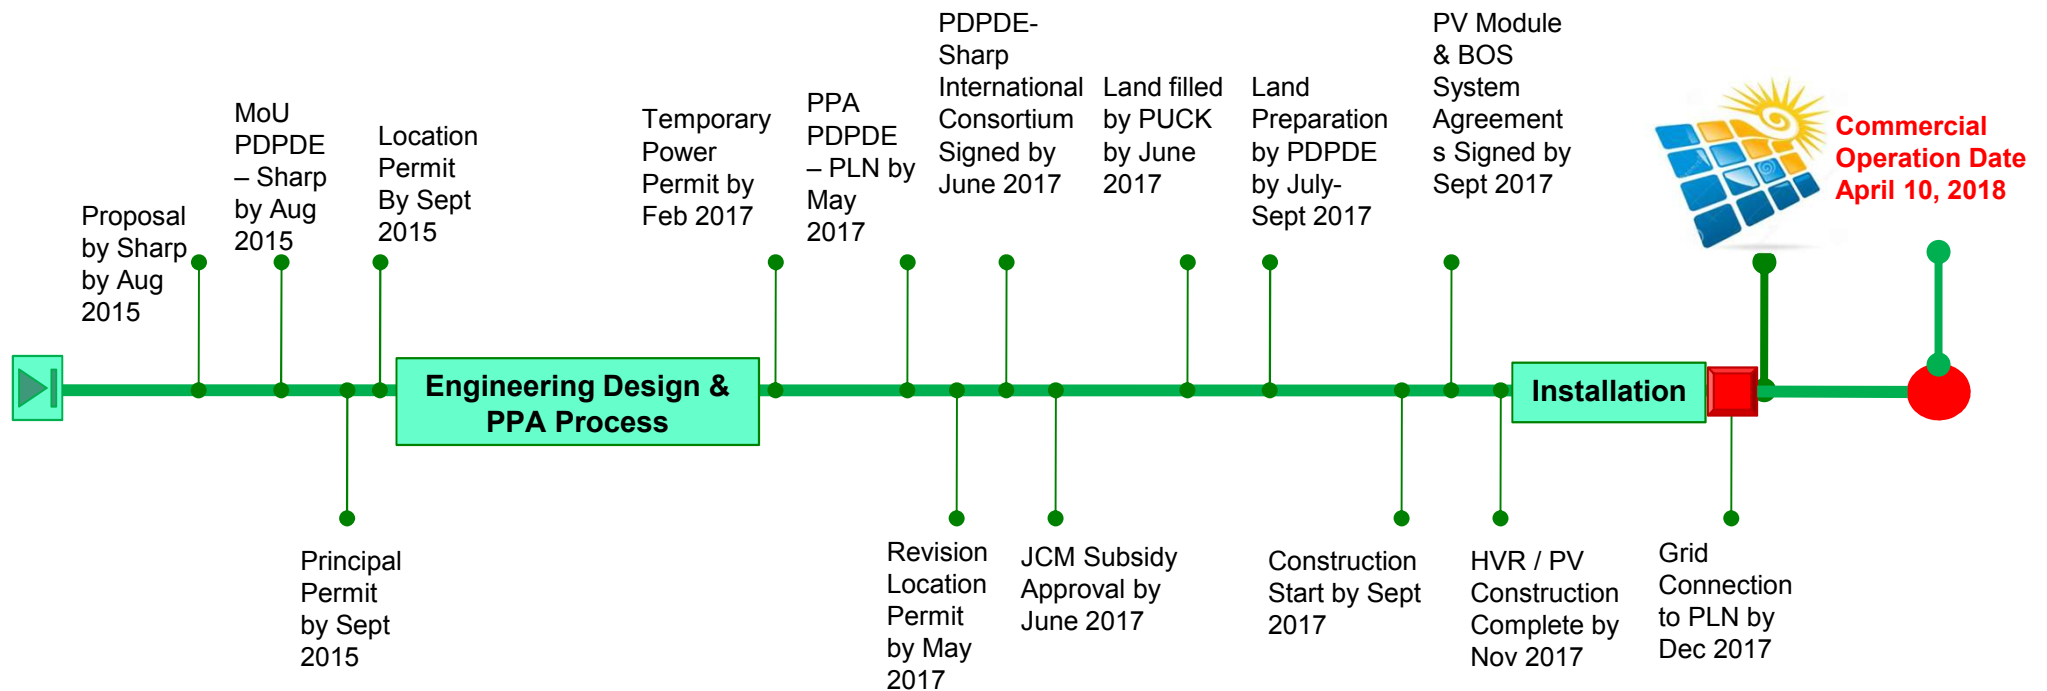 Proposal
by Sharp
by Aug
2015
MoU
PDPDE
– Sharp
by Aug
2015
Location
Permit
By Sept
2015
Temporary
Power
Permit by
Feb 2017
PPA
PDPDE
– PLN by
May
2017
PDPDE-
Sharp
International
Consortium
Signed by
June 2017
Land filled
by PUCK
by June
2017
Land
Preparation
by PDPDE
by July-
Sept 2017
PV Module
& BOS
System
Agreement
s Signed by
Sept 2017
Commercial
Operation Date
April 10, 2018
Engineering Design &
PPA Process
Installation
Principal
Permit
by Sept
2015
Revision
Location
Permit
by May
2017
JCM Subsidy
Approval by
June 2017
Construction
Start by Sept
2017
HVR / PV
Construction
Complete by
Nov 2017
Grid
Connection
to PLN by
Dec 2017